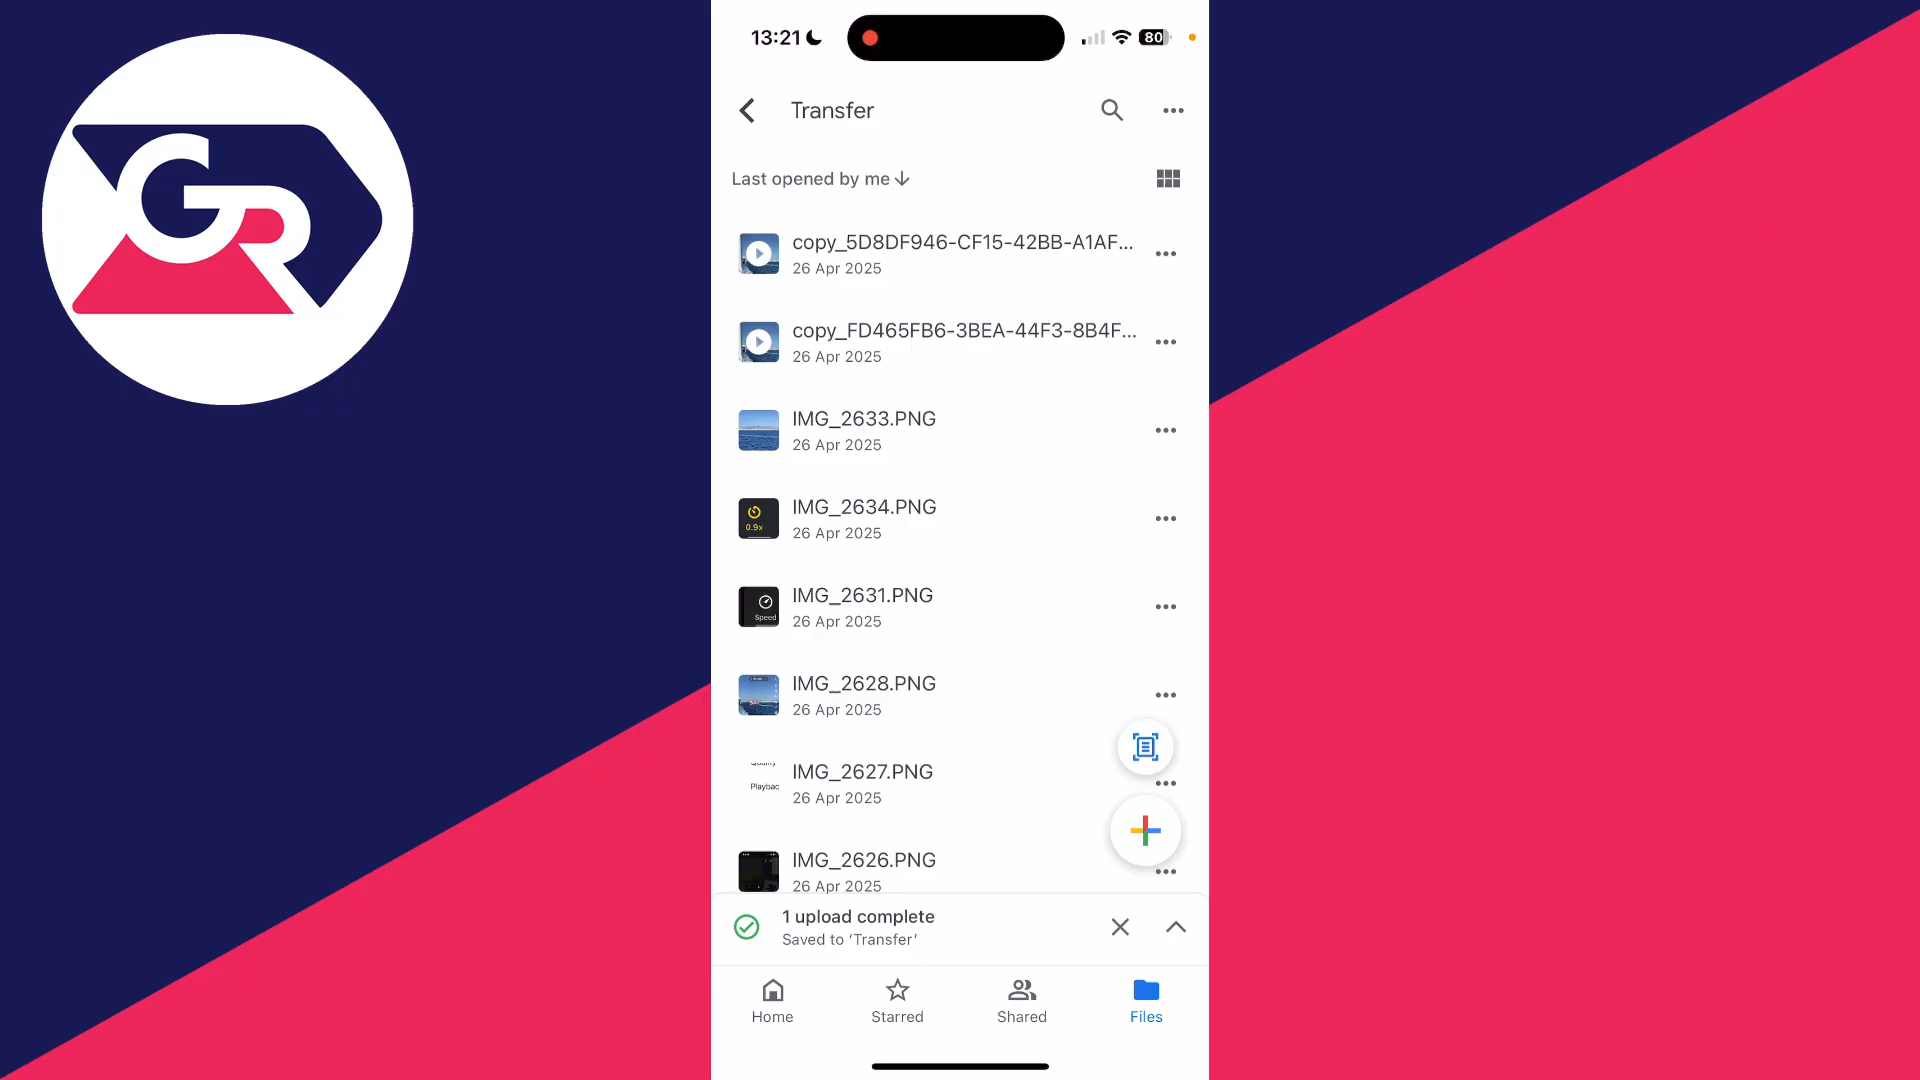 GR
13:21
80
Transfer
Last opened by me
copy_5D8DF946-CF15-42BB-A1AF...
26 Apr 2025
copy_FD465FB6-3BEA-44F3-8B4F...
26 Apr 2025
IMG_2633.PNG
26 Apr 2025
0.9x
IMG_2634.PNG
26 Apr 2025
Speed
IMG_2631.PNG
26 Apr 2025
IMG_2628.PNG
26 Apr 2025
Quality
Playbac
IMG_2627.PNG
26 Apr 2025
IMG_2626.PNG
26 Apr 2025
1 upload complete
Saved to ‘Transfer’
Home
Starred
Shared
Files